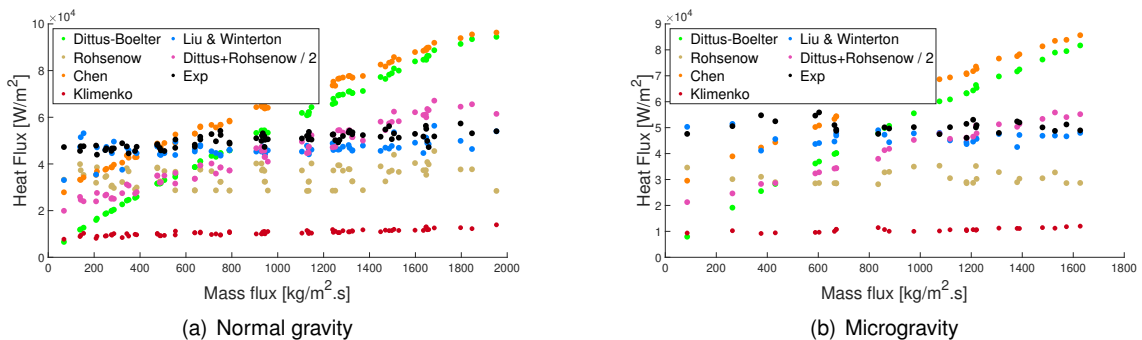 ×10⁴
10
8
6
4
2
0
Heat Flux [W/m²]
Dittus-Boelter
Rohsenow
Chen
Klimenko
Liu & Winterton
Dittus+Rohsenow / 2
Exp
0 200 400 600 800 1000 1200 1400 1600 1800 2000
Mass flux [kg/m².s]
(a) Normal gravity
×10⁴
9
8
7
6
5
4
3
2
1
0
Heat Flux [W/m²]
Dittus-Boelter
Rohsenow
Chen
Klimenko
Liu & Winterton
Dittus+Rohsenow / 2
Exp
0 200 400 600 800 1000 1200 1400 1600 1800
Mass flux [kg/m².s]
(b) Microgravity